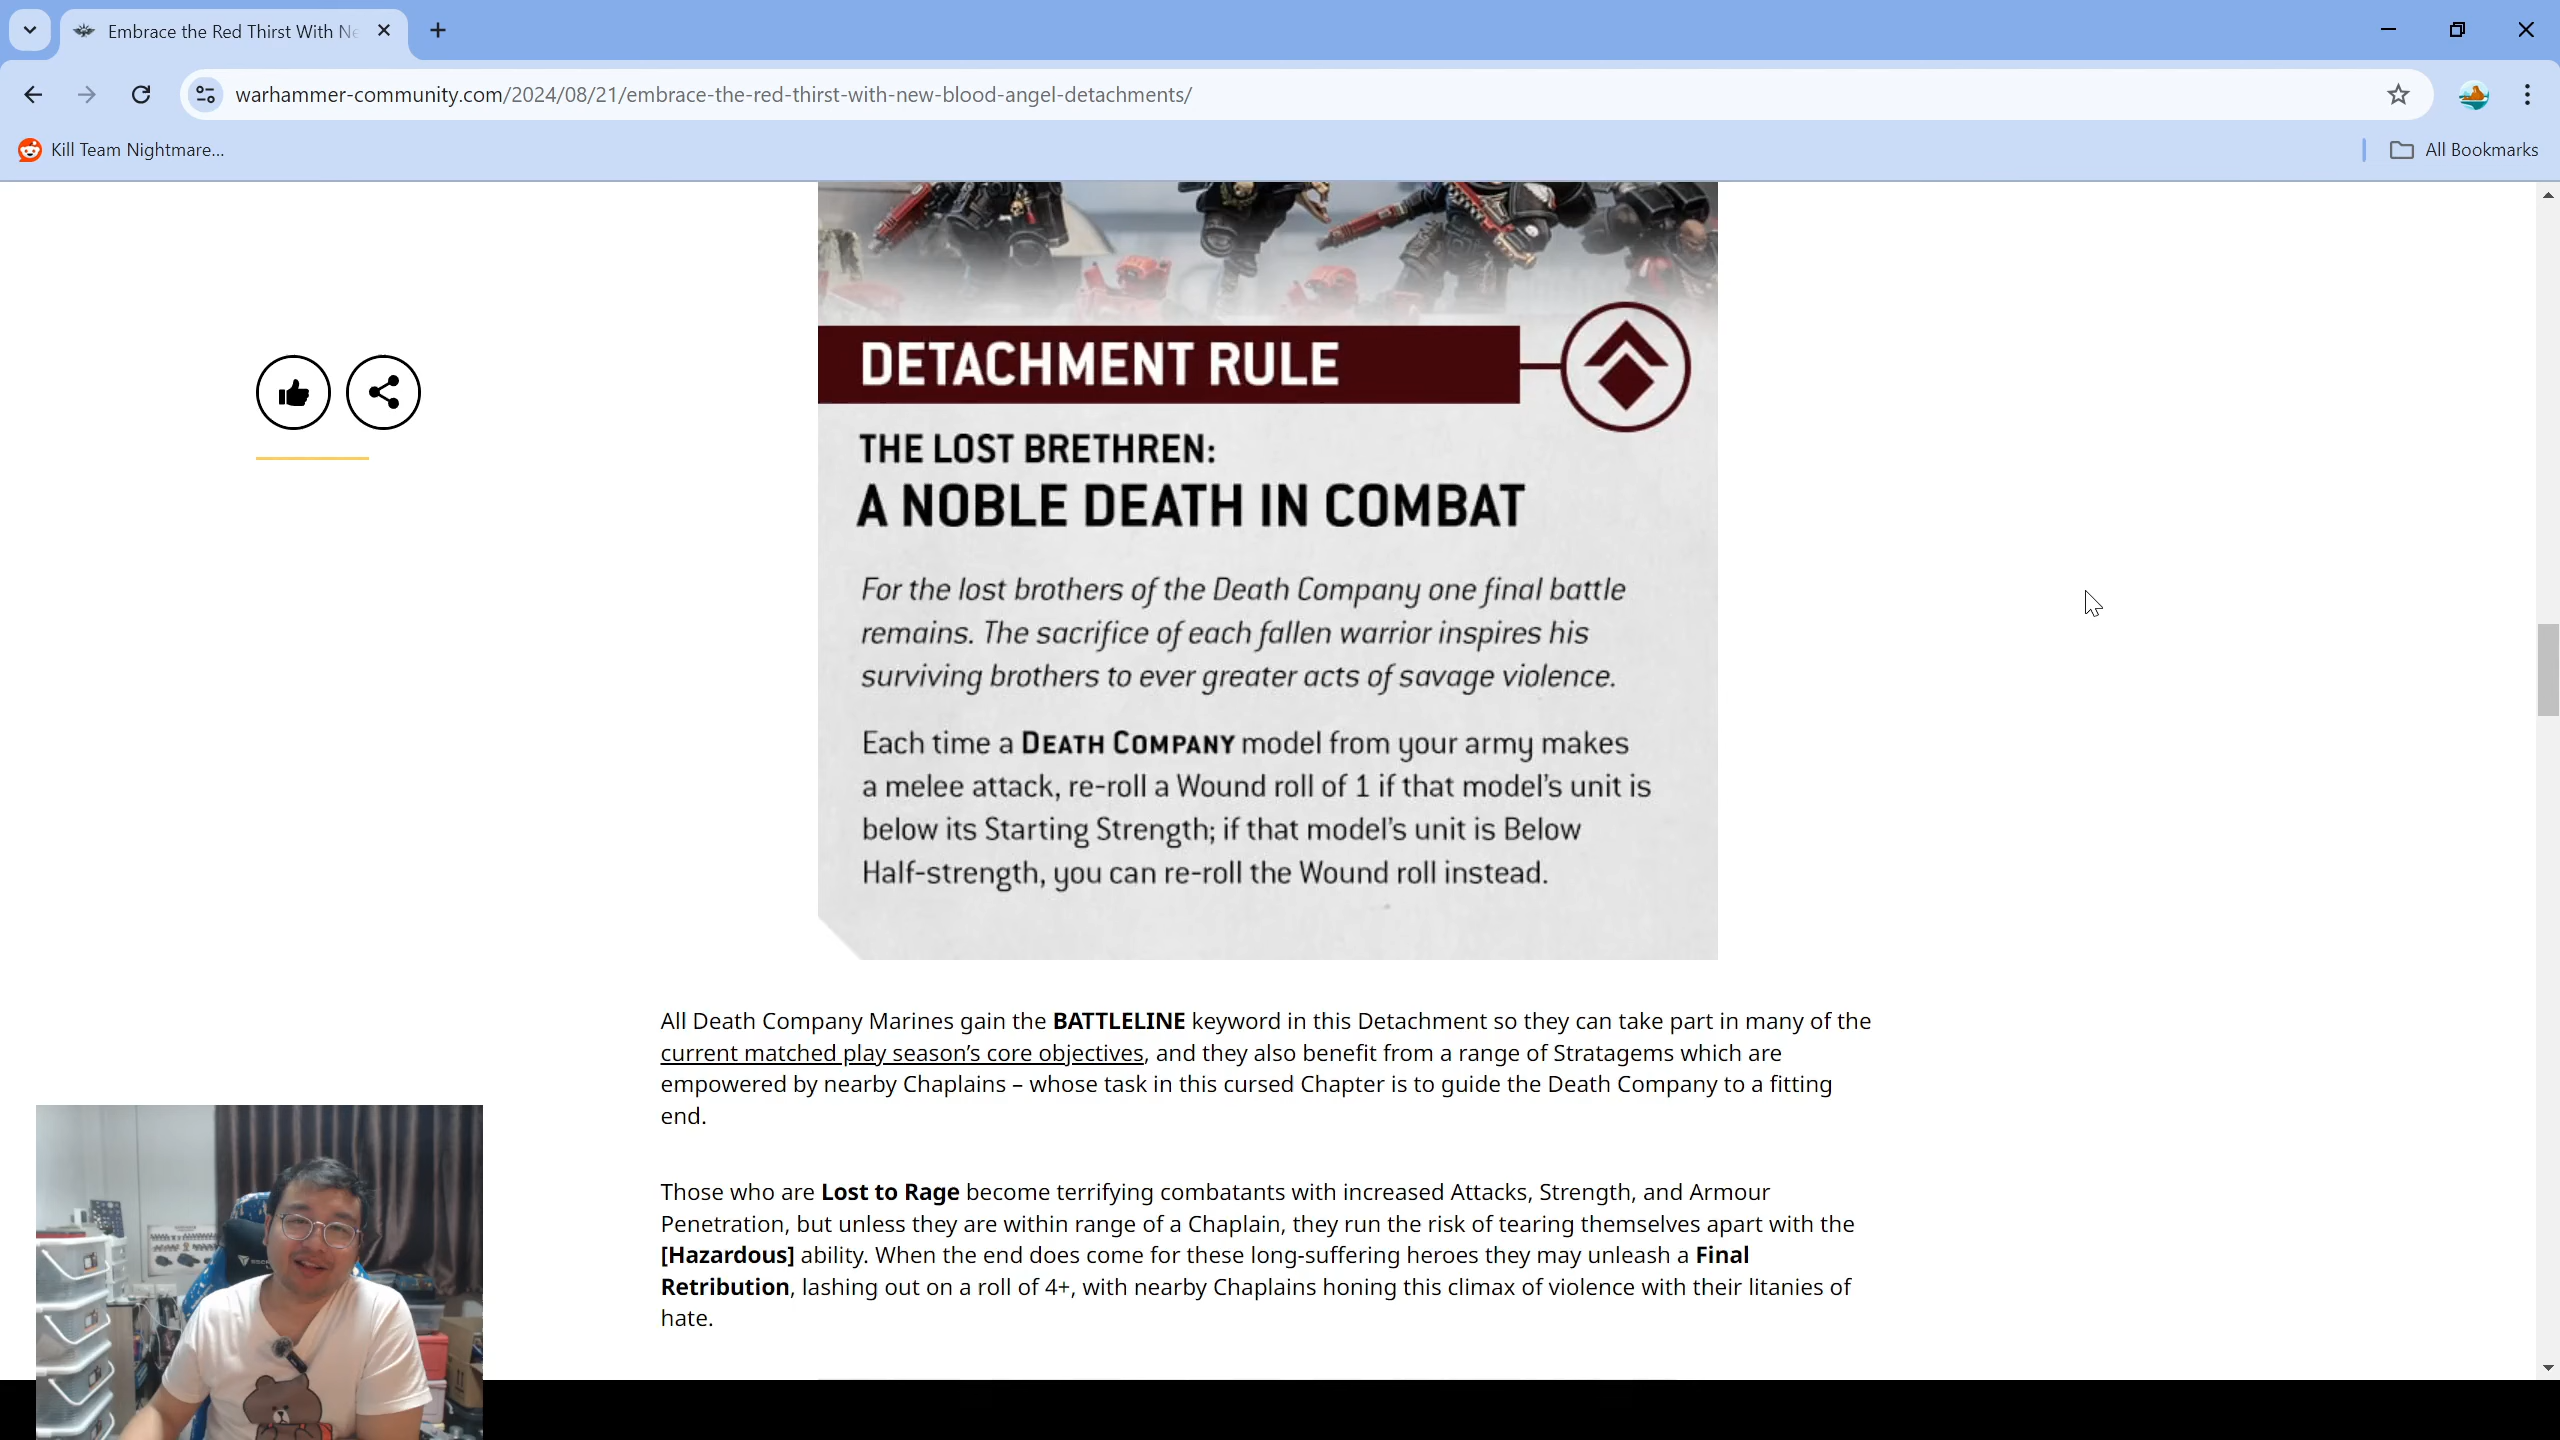 Embrace the Red Thirst With Ne
warhammer-community.com/2024/08/21/embrace-the-red-thirst-with-new-blood-angel-detachments/
Kill Team Nightmare...
All Bookmarks
DETACHMENT RULE
THE LOST BRETHREN:
A NOBLE DEATH IN COMBAT
For the lost brothers of the Death Company one final battle
remains. The sacrifice of each fallen warrior inspires his
surviving brothers to ever greater acts of savage violence.
Each time a DEATH COMPANY model from your army makes
a melee attack, re-roll a Wound roll of 1 if that model's unit is
below its Starting Strength; if that model's unit is Below
Half-strength, you can re-roll the Wound roll instead.
All Death Company Marines gain the BATTLELINE keyword in this Detachment so they can take part in many of the
current matched play season's core objectives, and they also benefit from a range of Stratagems which are
empowered by nearby Chaplains – whose task in this cursed Chapter is to guide the Death Company to a fitting
end.
Those who are Lost to Rage become terrifying combatants with increased Attacks, Strength, and Armour
Penetration, but unless they are within range of a Chaplain, they run the risk of tearing themselves apart with the
[Hazardous] ability. When the end does come for these long-suffering heroes they may unleash a Final
Retribution, lashing out on a roll of 4+, with nearby Chaplains honing this climax of violence with their litanies of
hate.